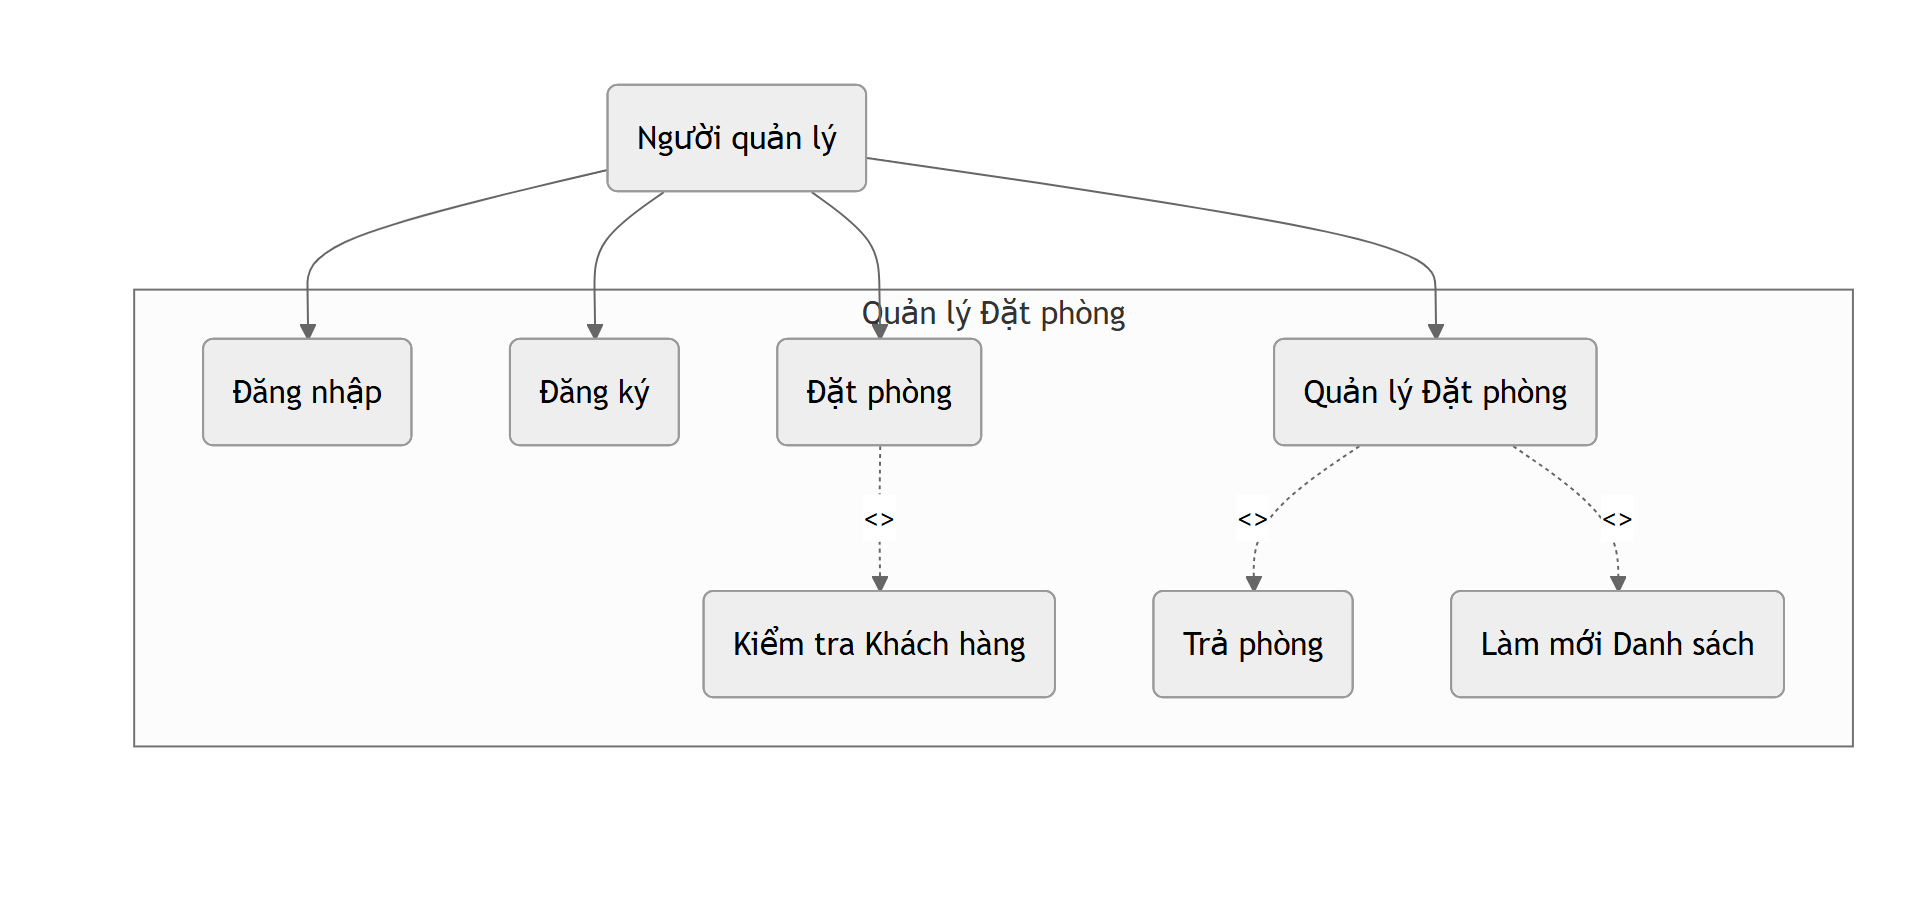 Người quản lý
Quản lý Đặt phòng
Đăng nhập
Đăng ký
Đặt phòng
Quản lý Đặt phòng
<>
<>
<>
Kiểm tra Khách hàng
Trả phòng
Làm mới Danh sách